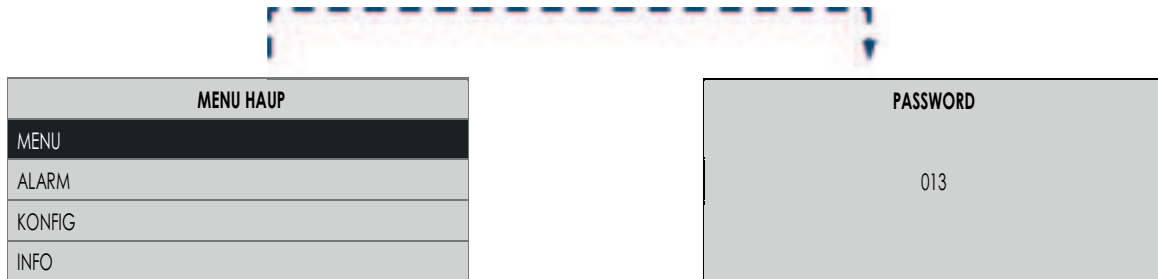 MENU HAUP
MENU
ALARM
KONFIG
INFO
PASSWORD
013